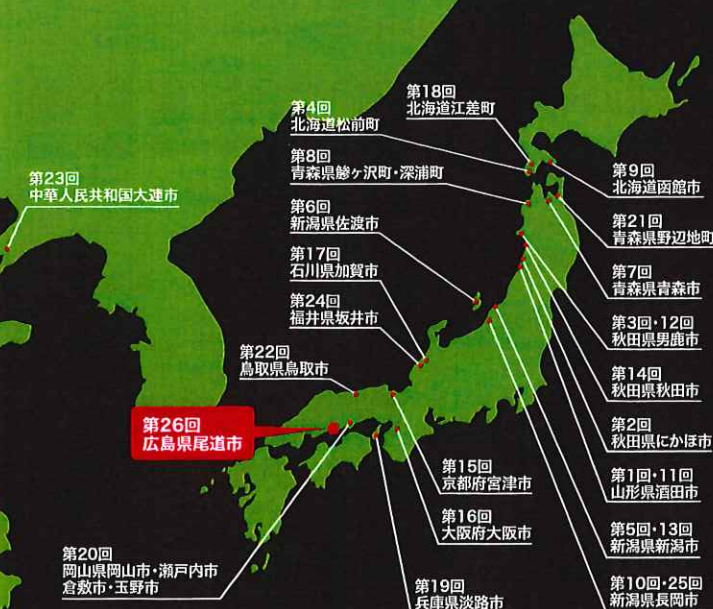 第18回
北海道江差町
第4回
北海道松前町
第8回
青森県鰺ヶ沢町・深浦町
第9回
北海道函館市
第23回
中華人民共和国大連市
第6回
新潟県佐渡市
第21回
青森県野辺地町
第17回
石川県加賀市
第7回
青森県青森市
第24回
福井県坂井市
第3回・12回
秋田県男鹿市
第22回
鳥取県鳥取市
第14回
秋田県秋田市
第26回
広島県尾道市
第2回
秋田県にかほ市
第15回
京都府宮津市
第1回・11回
山形県酒田市
第16回
大阪府大阪市
第5回・13回
新潟県新潟市
第20回
岡山県岡山市・瀬戸内市
倉敷市・玉野市
第19回
兵庫県淡路市
第10回・25回
新潟県長岡市